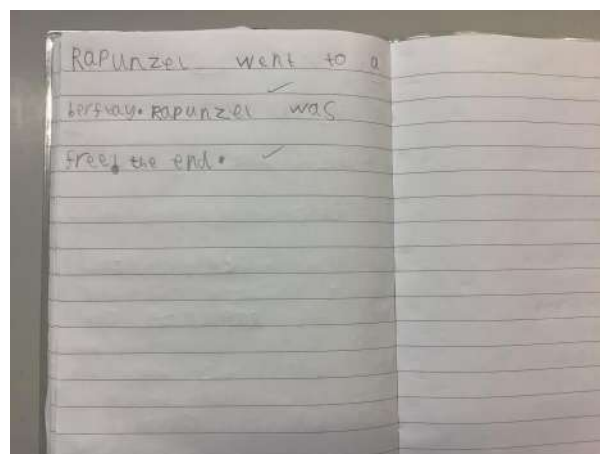 Rapunzel went to a
berfday. Rapunzel was
free. the end.